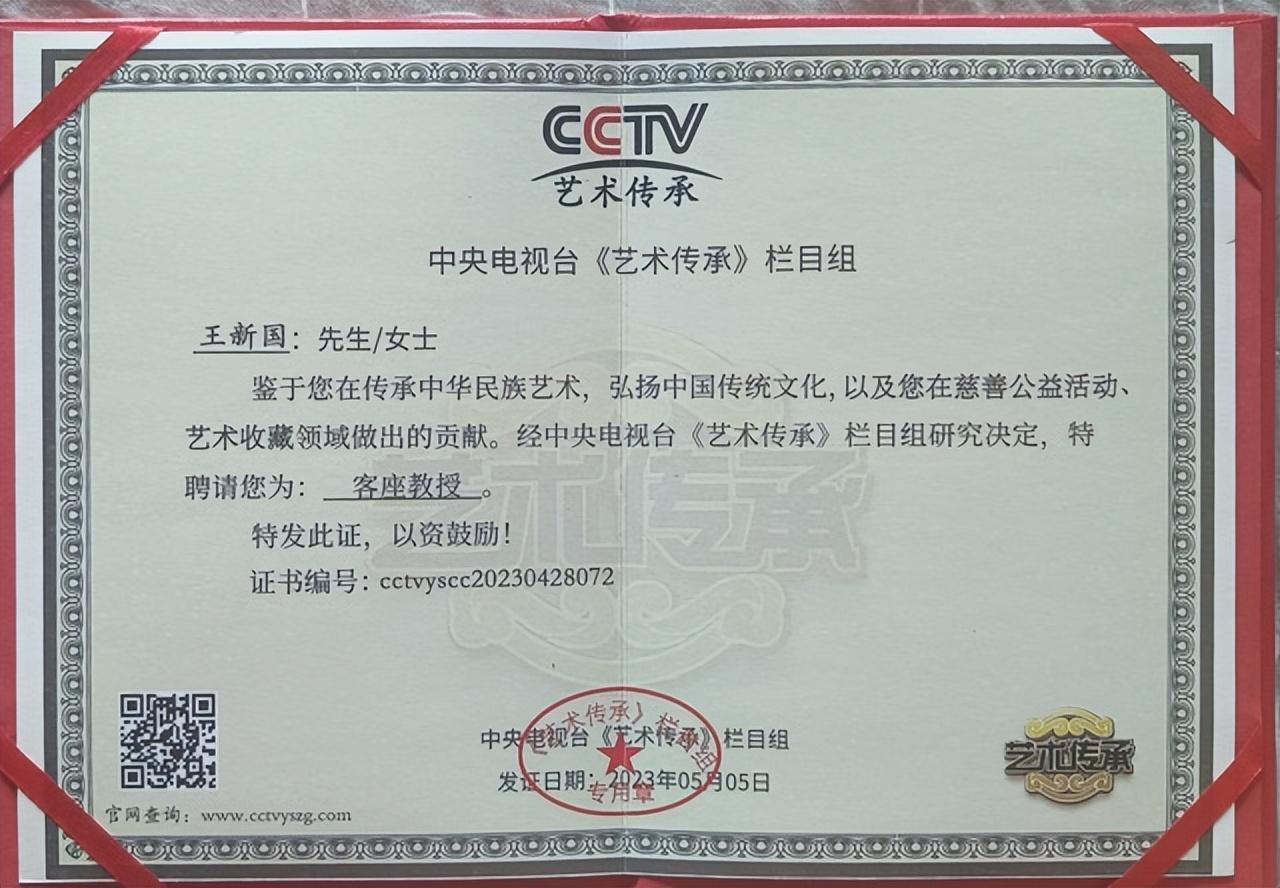 CCTV
艺术传承
中央电视台《艺术传承》栏目组
王新国：先生/女士
鉴于您在传承中华民族艺术，弘扬中国传统文化，以及您在慈善公益活动、
艺术收藏领域做出的贡献。经中央电视台《艺术传承》栏目组研究决定，特
聘请您为：客座教授。
特发此证，以资鼓励！
证书编号：cctvyscc20230428072
艺术传承
《艺术传承》栏目组
专用章
中央电视台《艺术传承》栏目组
发证日期：2023年05月05日
艺术传承
官网查询：www.cctvyszg.com